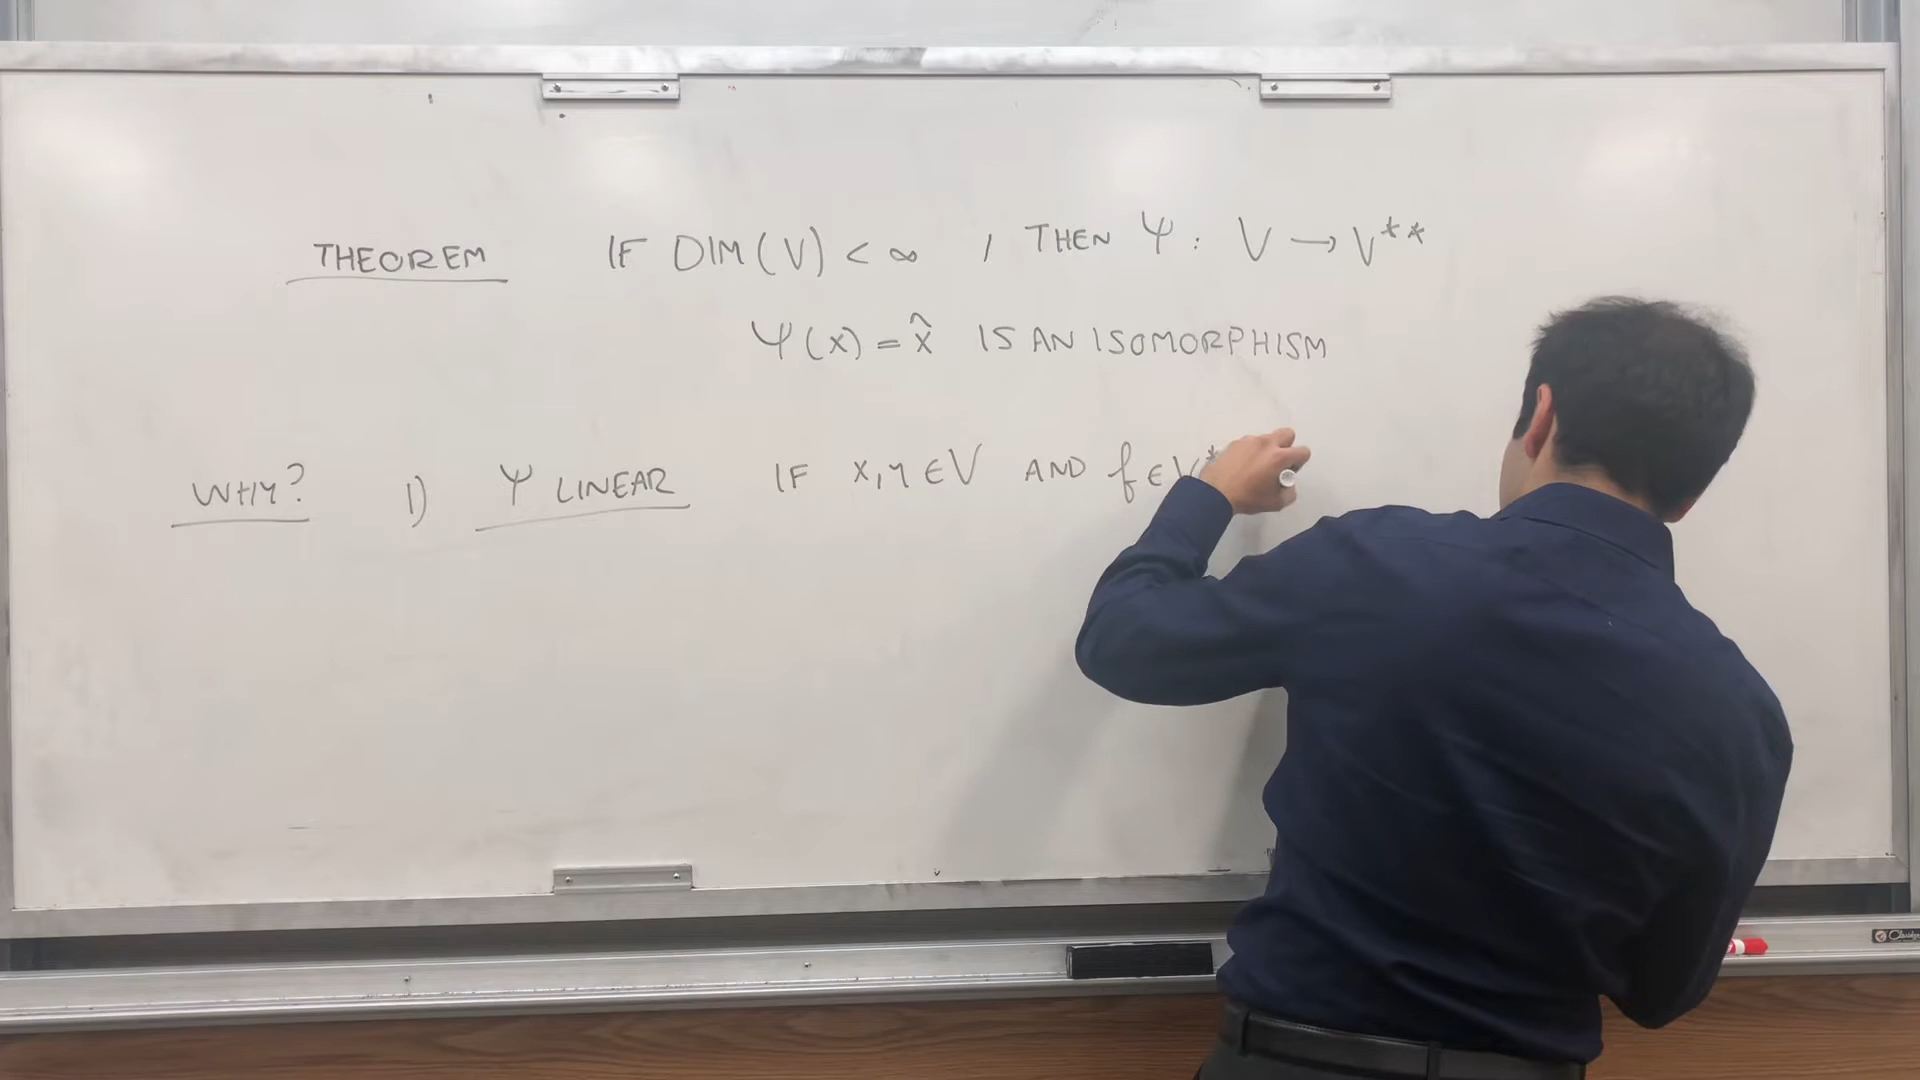 THEOREM IF DIM(V) < ∞ , THEN Ψ : V → V**
Ψ(x) = x̂ IS AN ISOMORPHISM
WHY? 1) Ψ LINEAR IF x,y ∈ V AND f ∈ V*